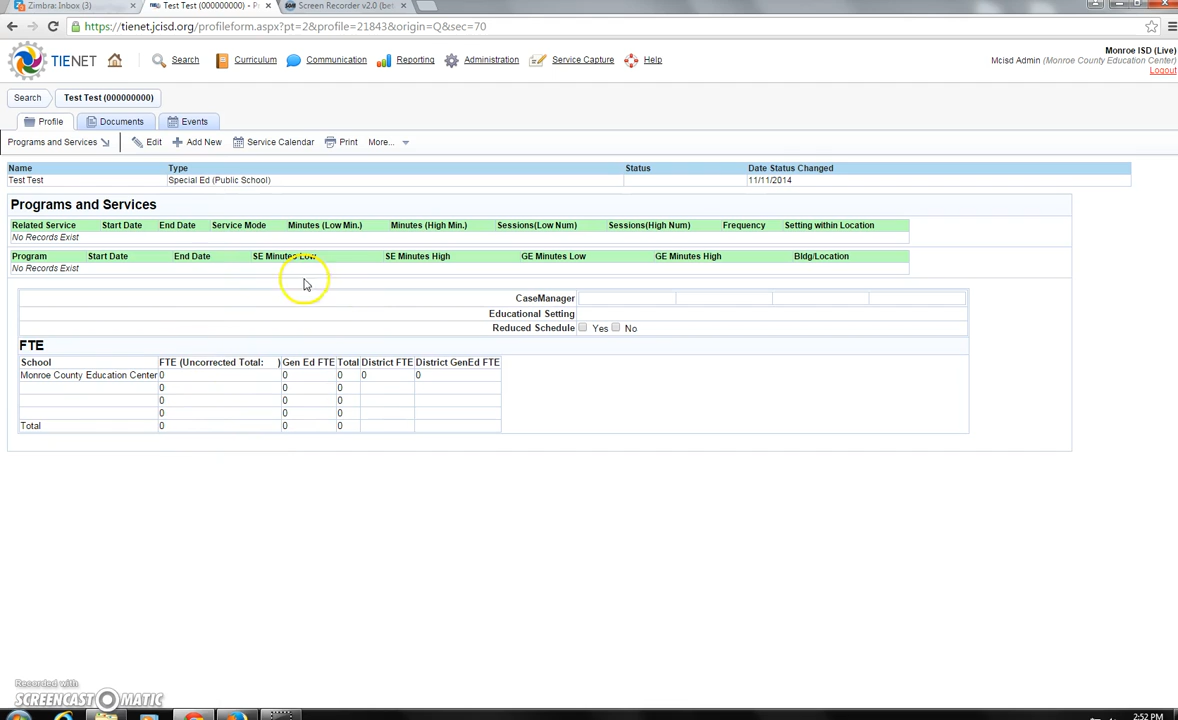 Zimbra: Inbox (3)
Test Test (000000000) - P
Screen Recorder v2.0 (bet
https://tienet.jcisd.org/profileform.aspx?pt=2&profile=21843&origin=Q&sec=70
TIENET Search Curriculum Communication Reporting Administration Service Capture Help
Monroe ISD (Live)
Mcisd Admin (Monroe County Education Center)
Logout
Search Test Test (000000000)
Profile Documents Events
Programs and Services Edit Add New Service Calendar Print More...
Name Type Status Date Status Changed
Test Test Special Ed (Public School) 11/11/2014
Programs and Services
Related Service Start Date End Date Service Mode Minutes (Low Min.) Minutes (High Min.) Sessions(Low Num) Sessions(High Num) Frequency Setting within Location
No Records Exist
Program Start Date End Date SE Minutes Low SE Minutes High GE Minutes Low GE Minutes High Bldg/Location
No Records Exist
CaseManager
Educational Setting
Reduced Schedule Yes No
FTE
School FTE (Uncorrected Total: ) Gen Ed FTE Total District FTE District GenEd FTE
Monroe County Education Center 0 0 0 0 0
0 0 0
0 0 0
0 0 0
Total 0 0 0
Recorded with
SCREENCAST MATIC
2:52 PM